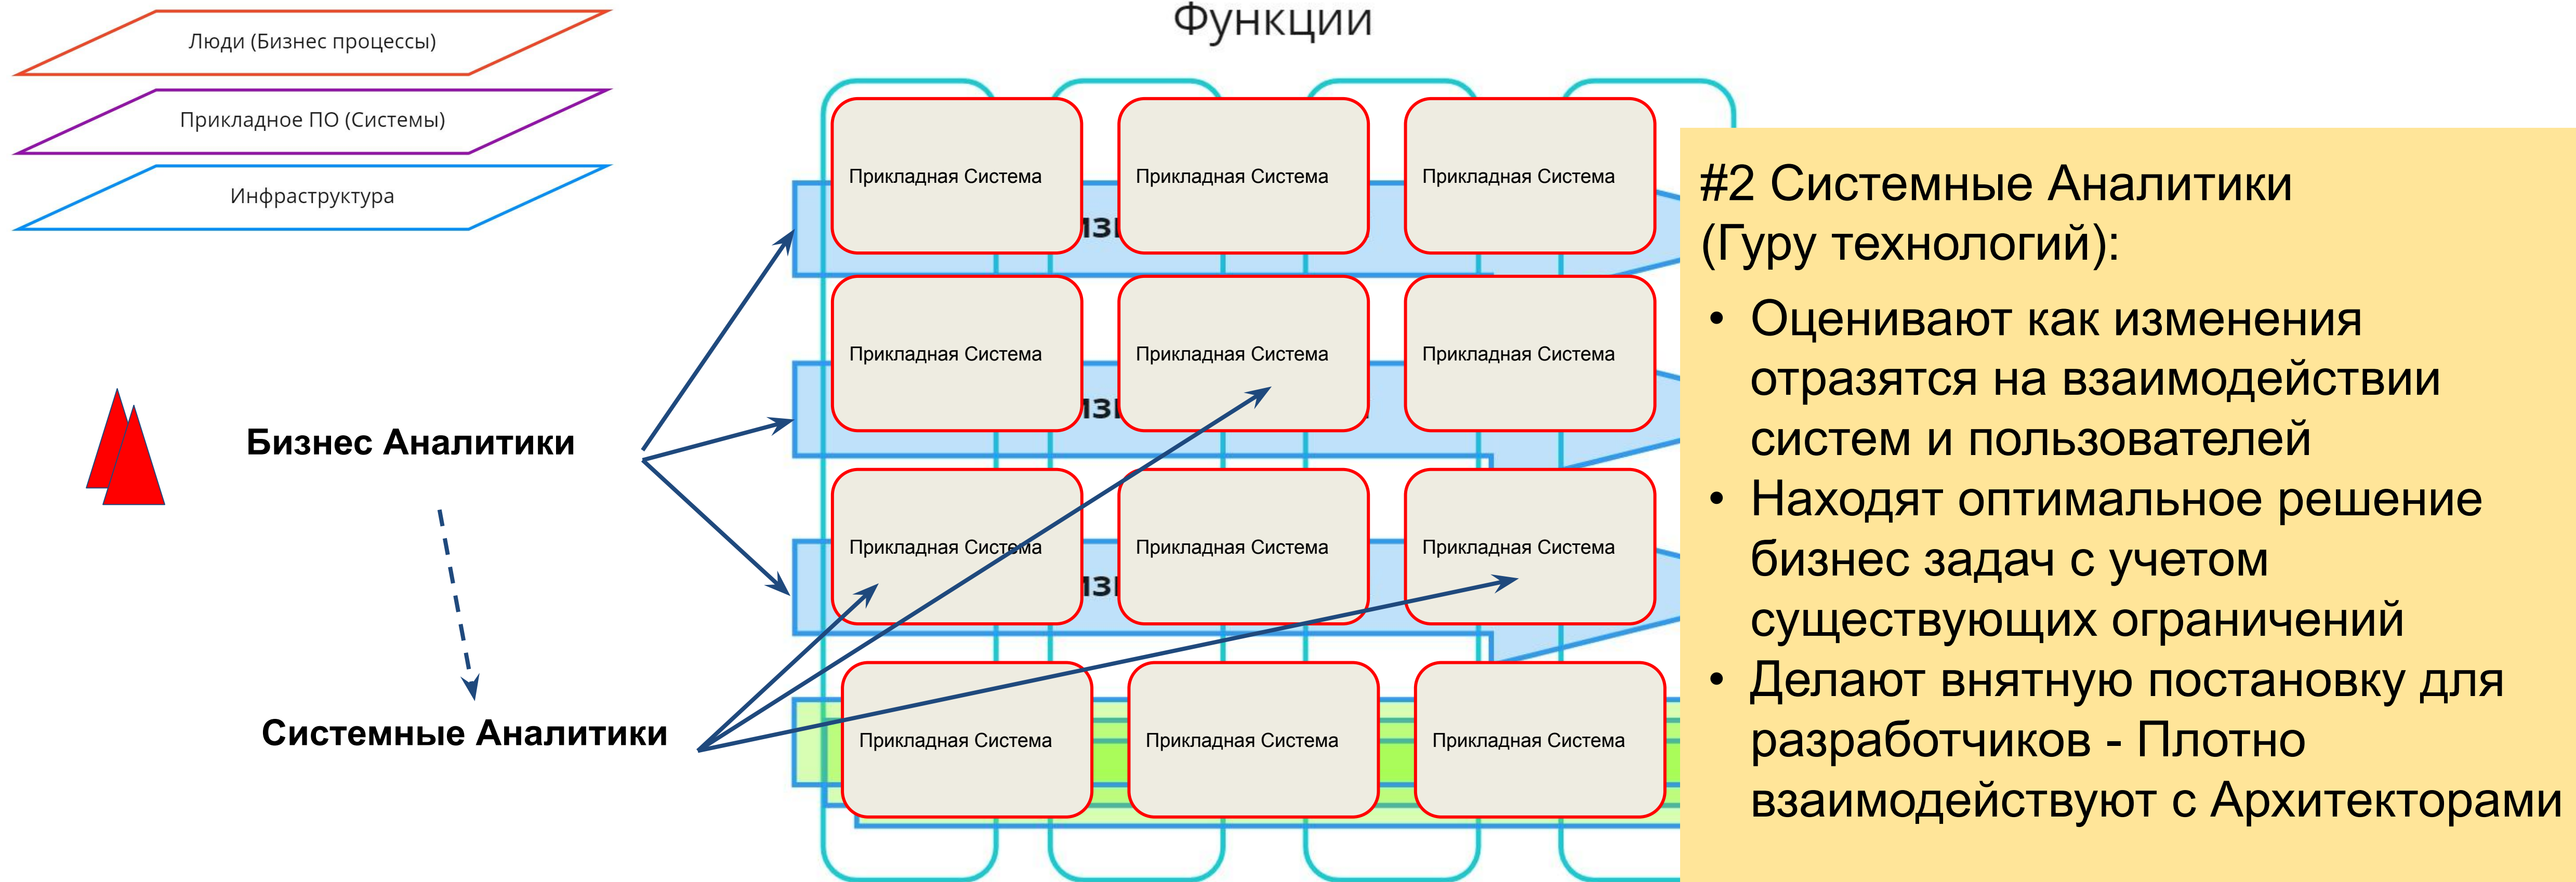 Функции
Люди (Бизнес процессы)
Прикладное ПО (Системы)
Инфраструктура
Бизнес Аналитики
Системные Аналитики
Прикладная Система
Прикладная Система
Прикладная Система
Прикладная Система
Прикладная Система
Прикладная Система
Прикладная Система
Прикладная Система
Прикладная Система
Прикладная Система
Прикладная Система
Прикладная Система
#2 Системные Аналитики
(Гуру технологий):
• Оценивают как изменения
отразятся на взаимодействии
систем и пользователей
• Находят оптимальное решение
бизнес задач с учетом
существующих ограничений
• Делают внятную постановку для
разработчиков - Плотно
взаимодействуют с Архитекторами